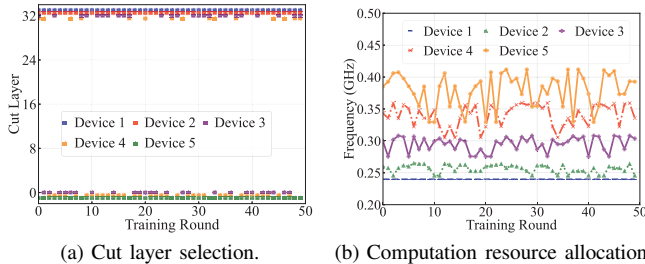 32
24
16
8
0
Cut Layer
Device 1 Device 2 Device 3
Device 4 Device 5
0 10 20 30 40 50
Training Round
(a) Cut layer selection.
0.50
0.45
0.40
0.35
0.30
0.25
0.20
Frequency (GHz)
Device 1 Device 2 Device 3
Device 4 Device 5
0 10 20 30 40 50
Training Round
(b) Computation resource allocation